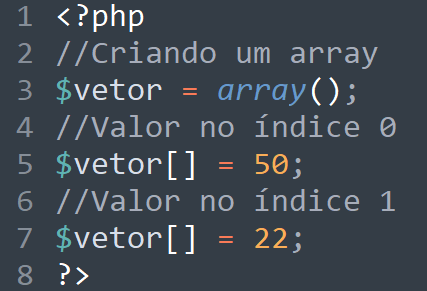 1 <?php
2 //Criando um array
3 $vetor = array();
4 //Valor no índice 0
5 $vetor[] = 50;
6 //Valor no índice 1
7 $vetor[] = 22;
8 ?>